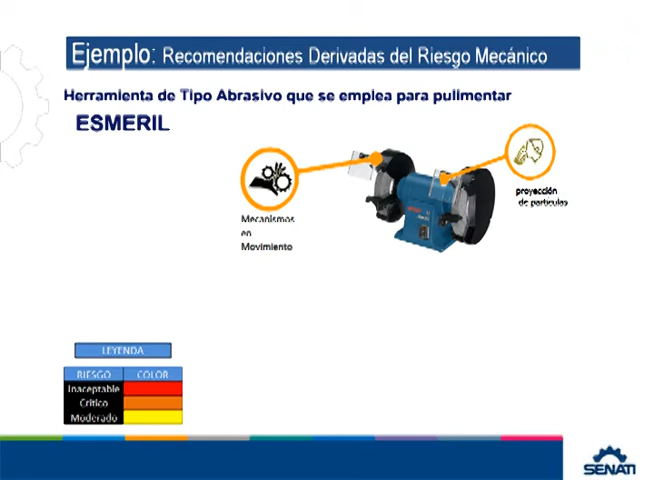 Ejemplo: Recomendaciones Derivadas del Riesgo Mecánico
Herramienta de Tipo Abrasivo que se emplea para pulimentar
ESMERIL
Mecanismos
en
Movimiento
proyección
de partículas
LEYENDA
RIESGO COLOR
Inaceptable
Crítico
Moderado
SENATI